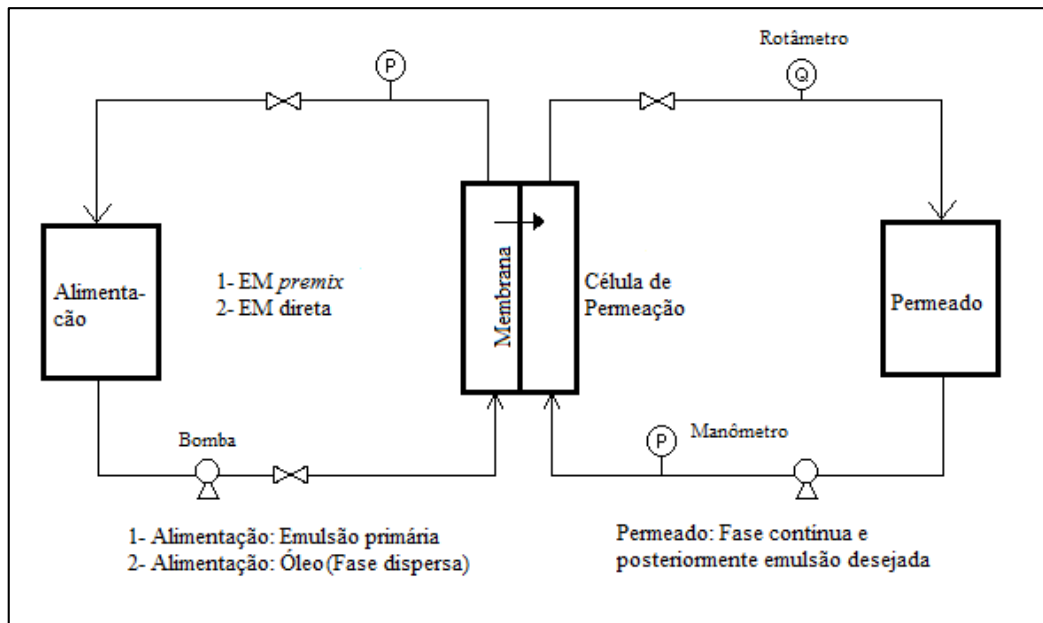 Rotâmetro
P
Q
Alimenta-
cão
1- EM premix
2- EM direta
Membrana
Célula de
Permeação
Permeado
Bomba
P
Manômetro
1- Alimentação: Emulsão primária
2- Alimentação: Óleo (Fase dispersa)
Permeado: Fase contínua e
posteriormente emulsão desejada